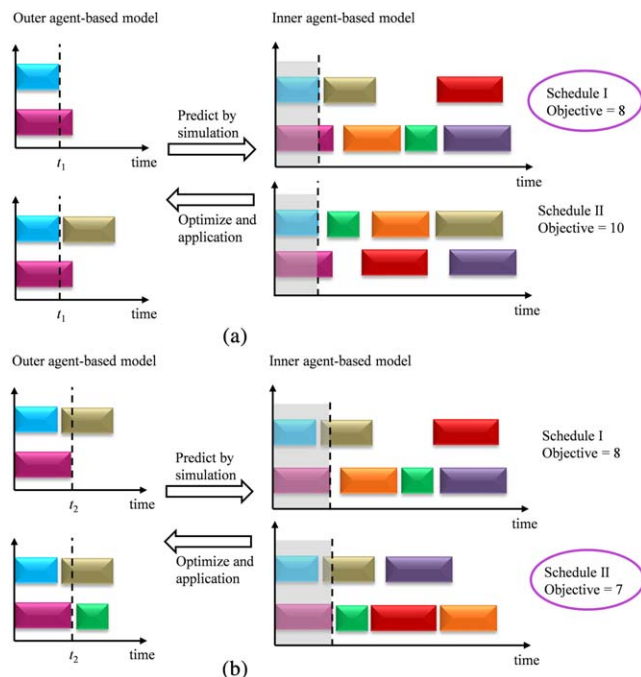 Outer agent-based model
Inner agent-based model
t1
time
Predict by
simulation
time
Schedule I
Objective = 8
Optimize and
application
t1
time
time
Schedule II
Objective = 10
(a)
Outer agent-based model
Inner agent-based model
t2
time
Predict by
simulation
time
Schedule I
Objective = 8
Optimize and
application
t2
time
time
Schedule II
Objective = 7
(b)